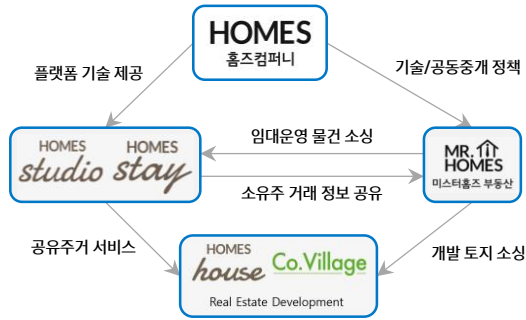 HOMES
홈즈컴퍼니
플랫폼 기술 제공
기술/공동중개 정책
HOMES
studio
HOMES
stay
임대운영 물건 소싱
소유주 거래 정보 공유
MR.
HOMES
미스터홈즈 부동산
공유주거 서비스
개발 토지 소싱
HOMES
house
Co.Village
Real Estate Development